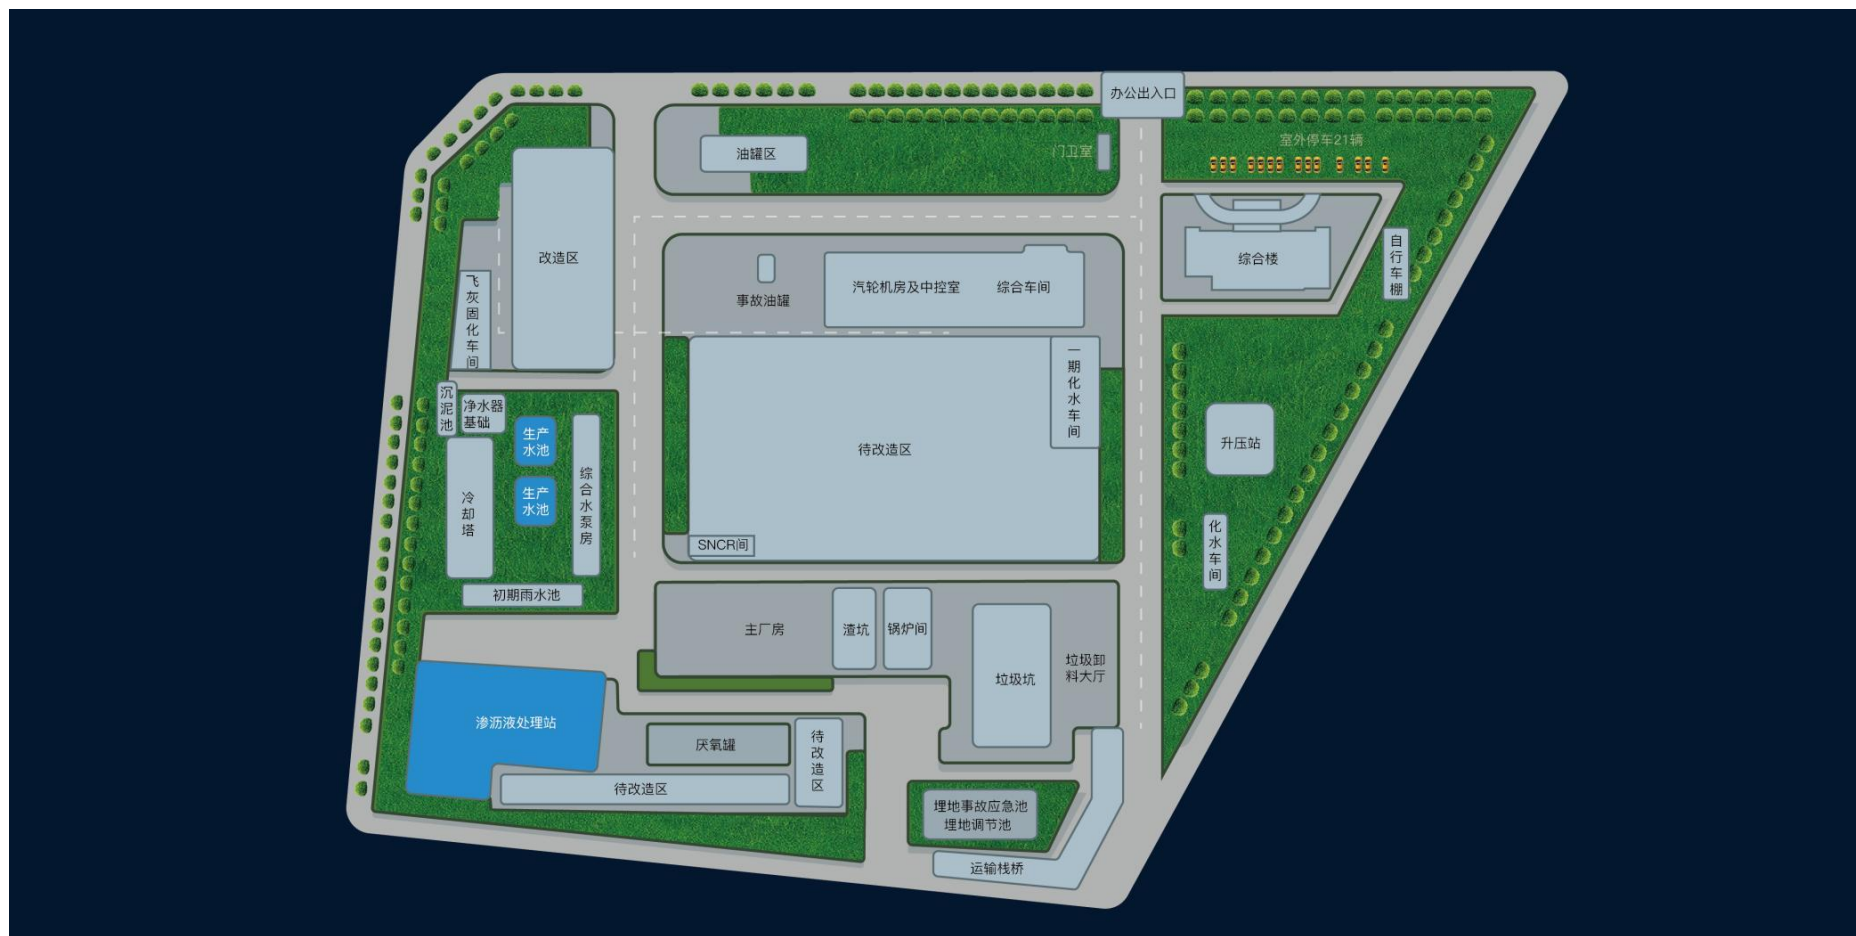 办公出入口
油罐区
门卫室
室外停车21辆
改造区
飞灰固化车间
事故油罐
汽轮机房及中控室
综合车间
综合楼
自行车棚
沉泥池
净水器
基础
生产
水池
生产
水池
综合水泵房
冷却塔
初期雨水池
待改造区
一期化水车间
SNCR间
升压站
化水车间
主厂房
渣坑
锅炉间
垃圾坑
垃圾卸
料大厅
渗沥液处理站
厌氧罐
待改造区
待改造区
埋地事故应急池
埋地调节池
运输栈桥